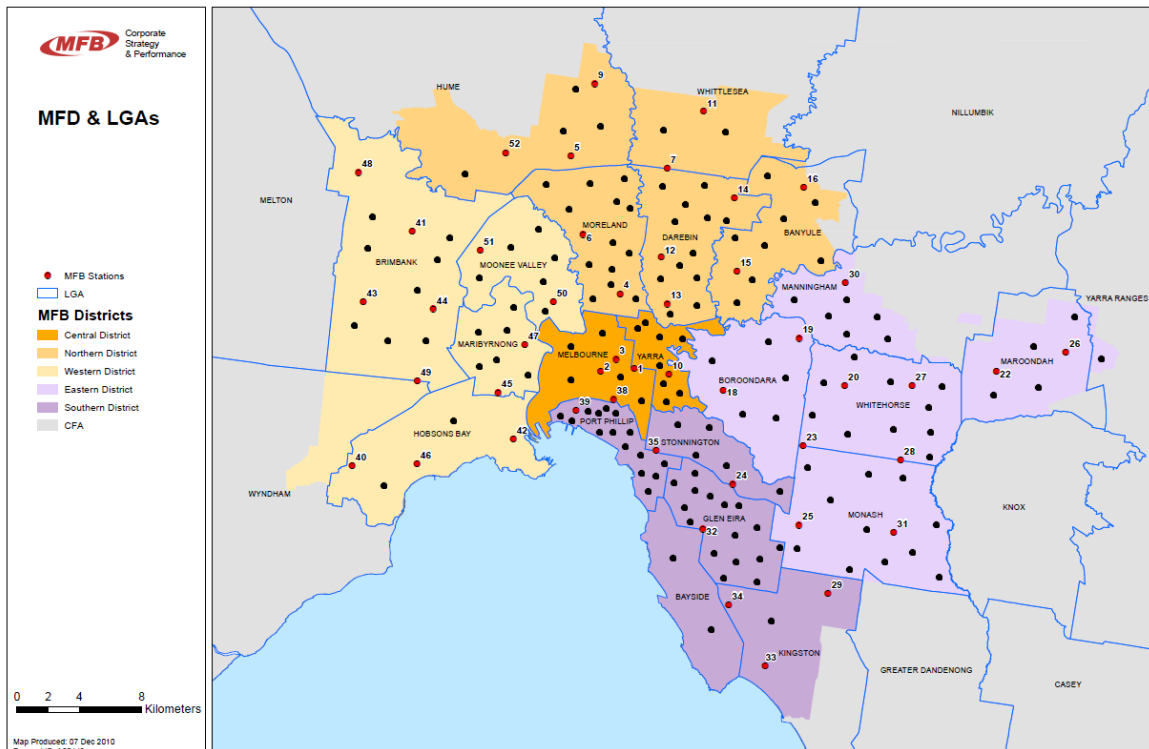 MFB
Corporate
Strategy
& Performance
MFD & LGAs
MFB Stations
LGA
MFB Districts
Central District
Northern District
Western District
Eastern District
Southern District
CFA
0 2 4 8
Kilometers
Map Produced: 07 Dec 2010
HUME
9
WHITTLESEA
11
NILLUMBIK
52
5
7
48
16
14
MELTON
41
MORELAND
6
DAREBIN
BANYULE
51
BRIMBANK
MOONEE VALLEY
12
15
30
MANNINGHAM
43
44
50
4
13
YARRA RANGES
47
MARIBYRNONG
MELBOURNE
3
YARRA
19
26
MAROONDAH
2
1
10
BOROONDARA
20
27
22
49
45
38
18
WHITEHORSE
39
PORT PHILLIP
HOBSONS BAY
42
35
STONNINGTON
23
40
46
28
24
WYNDHAM
KNOX
GLEN EIRA
25
MONASH
31
32
BAYSIDE
34
29
KINGSTON
33
GREATER DANDENONG
CASEY